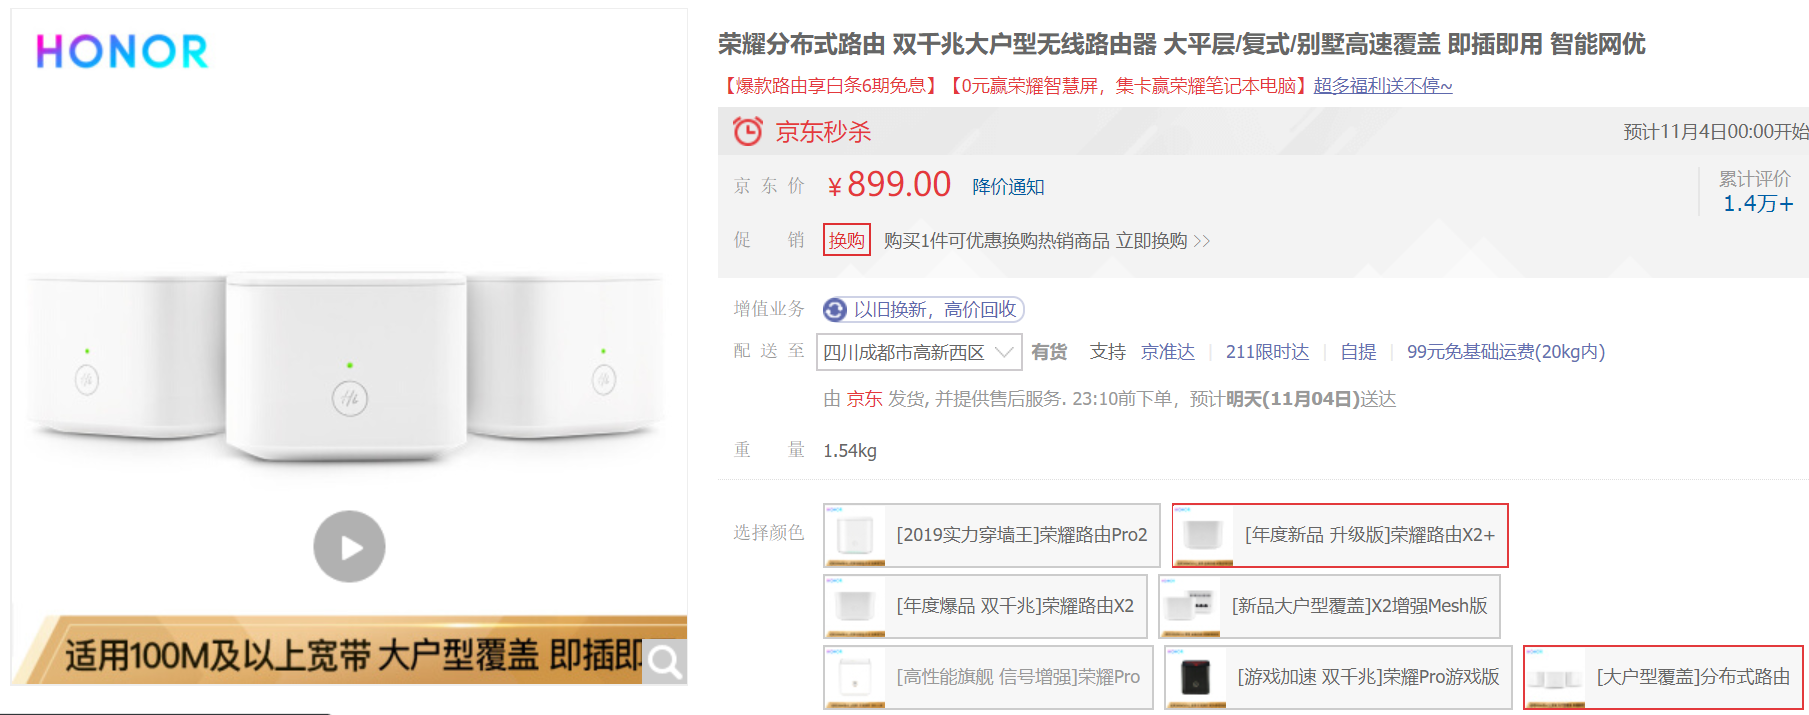 HONOR
适用100M及以上宽带 大户型覆盖 即插即
荣耀分布式路由 双千兆大户型无线路由器 大平层/复式/别墅高速覆盖 即插即用 智能网优
【爆款路由享白条6期免息】【0元赢荣耀智慧屏，集卡赢荣耀笔记本电脑】超多福利送不停~
京东秒杀 预计11月4日00:00开始
京东价 ￥899.00 降价通知
累计评价
1.4万+
促销 换购 购买1件可优惠换购热销商品 立即换购 >>
增值业务 以旧换新，高价回收
配送至 四川成都市高新西区 有货 支持 京准达 | 211限时达 | 自提 | 99元免基础运费(20kg内)
由 京东 发货, 并提供售后服务. 23:10前下单，预计明天(11月04日)送达
重量 1.54kg
选择颜色 [2019实力穿墙王]荣耀路由Pro2 [年度新品 升级版]荣耀路由X2+
[年度爆品 双千兆]荣耀路由X2 [新品大户型覆盖]X2增强Mesh版
[高性能旗舰 信号增强]荣耀Pro [游戏加速 双千兆]荣耀Pro游戏版 [大户型覆盖]分布式路由